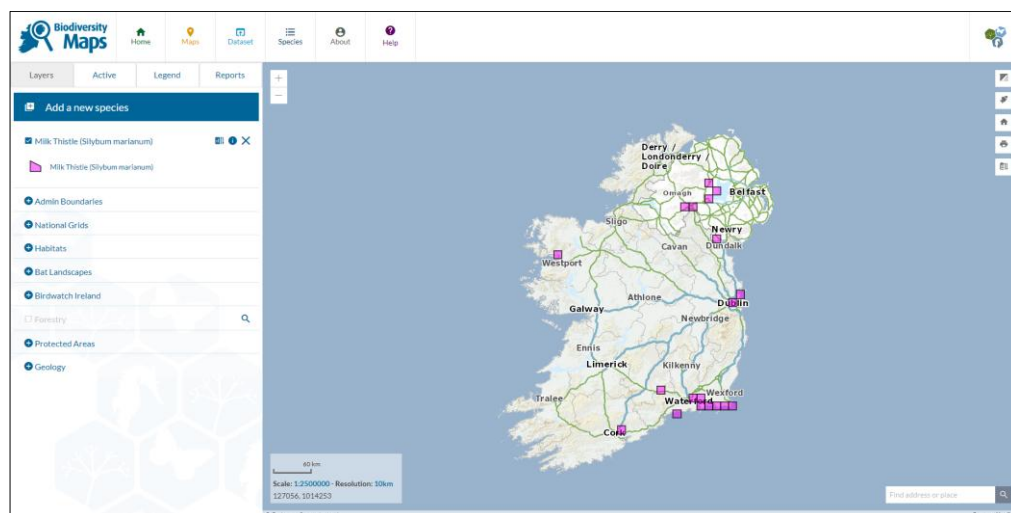 Biodiversity
Maps
Home
Maps
Dataset
Species
About
Help
Layers
Active
Legend
Reports
Add a new species
Milk Thistle (Silybum marianum)
Milk Thistle (Silybum marianum)
Admin Boundaries
National Grids
Habitats
Bat Landscapes
Birdwatch Ireland
Forestry
Protected Areas
Geology
+
−
Derry /
Londonderry /
Doire
Omagh
Belfast
Sligo
Newry
Cavan
Dundalk
Westport
Athlone
Dublin
Galway
Newbridge
Ennis
Limerick
Kilkenny
Wexford
Tralee
Waterford
Cork
60 km
Scale: 1:2500000 - Resolution: 10km
127056, 1014253
Find address or place